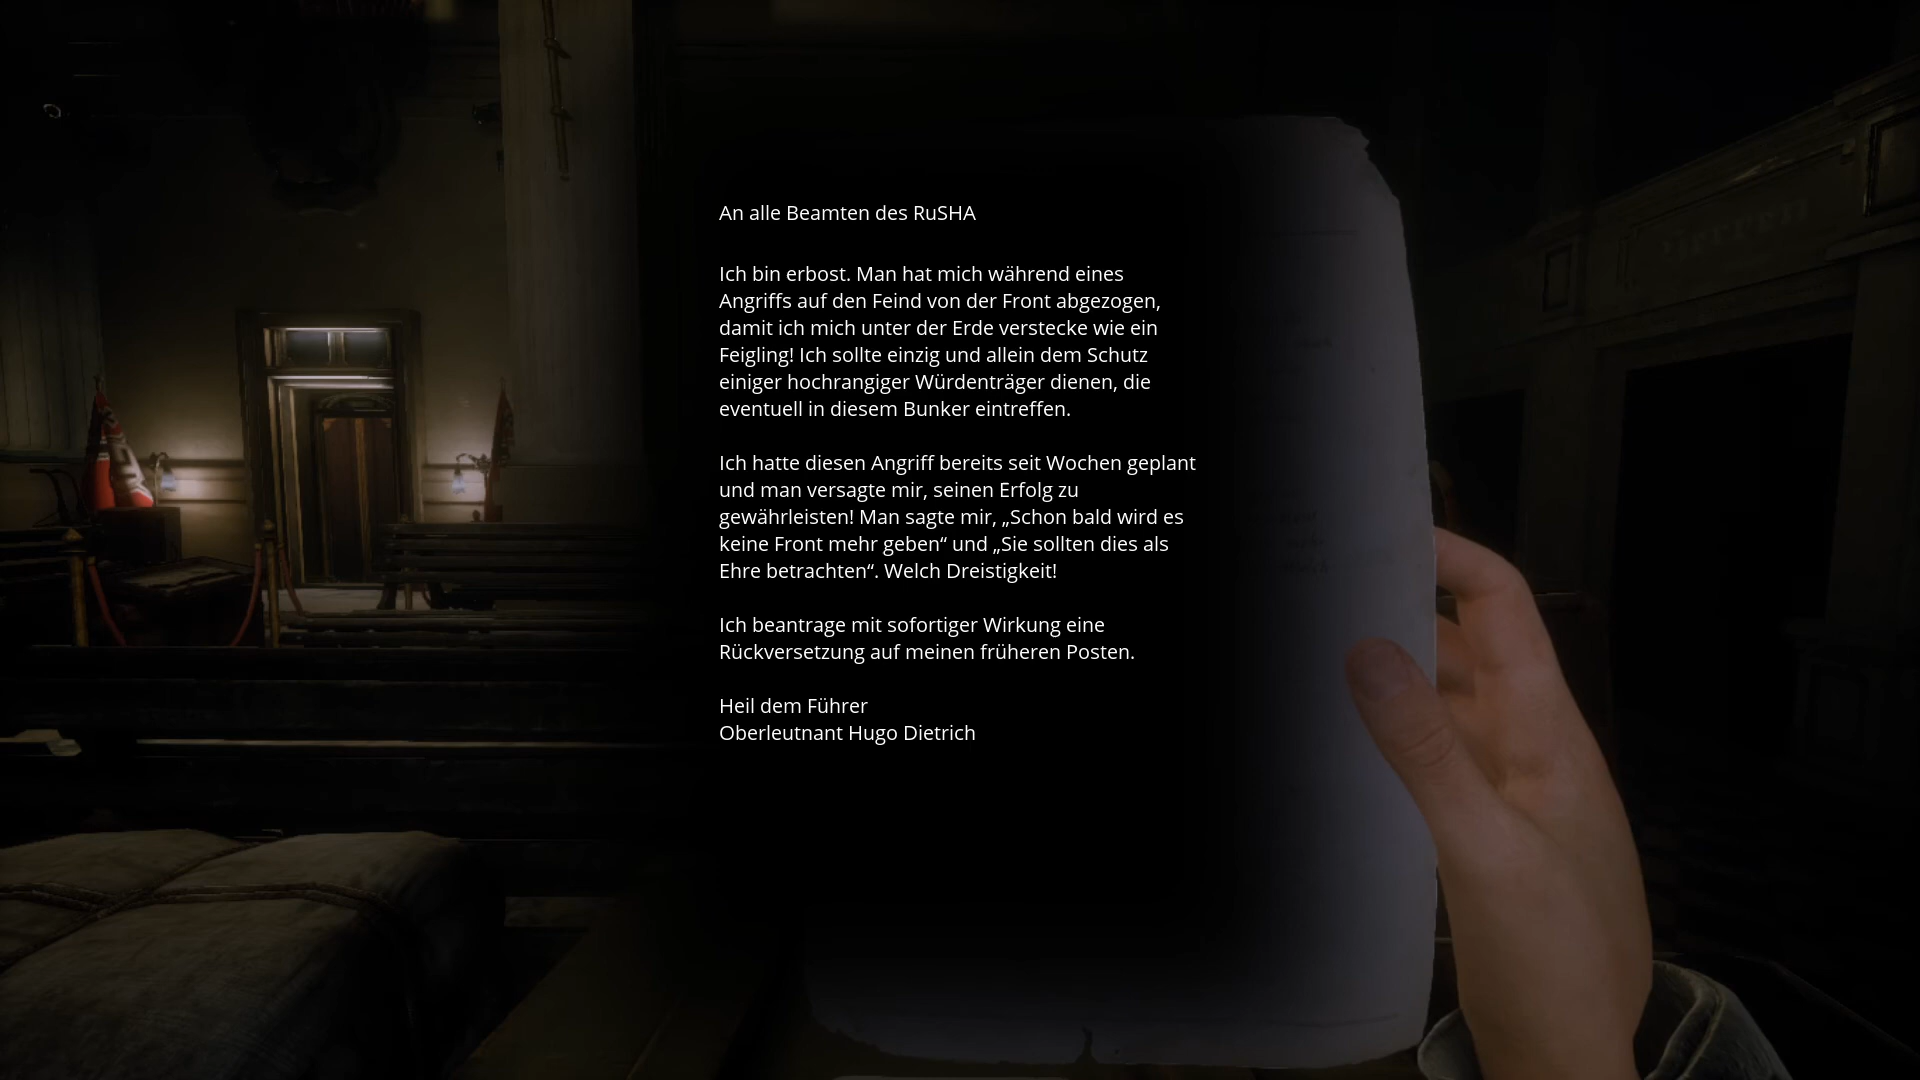 An alle Beamten des RuSHA
Ich bin erbost. Man hat mich während eines
Angriffs auf den Feind von der Front abgezogen,
damit ich mich unter der Erde verstecke wie ein
Feigling! Ich sollte einzig und allein dem Schutz
einiger hochrangiger Würdenträger dienen, die
eventuell in diesem Bunker eintreffen.
Ich hatte diesen Angriff bereits seit Wochen geplant
und man versagte mir, seinen Erfolg zu
gewährleisten! Man sagte mir, „Schon bald wird es
keine Front mehr geben“ und „Sie sollten dies als
Ehre betrachten“. Welch Dreistigkeit!
Ich beantrage mit sofortiger Wirkung eine
Rückversetzung auf meinen früheren Posten.
Heil dem Führer
Oberleutnant Hugo Dietrich